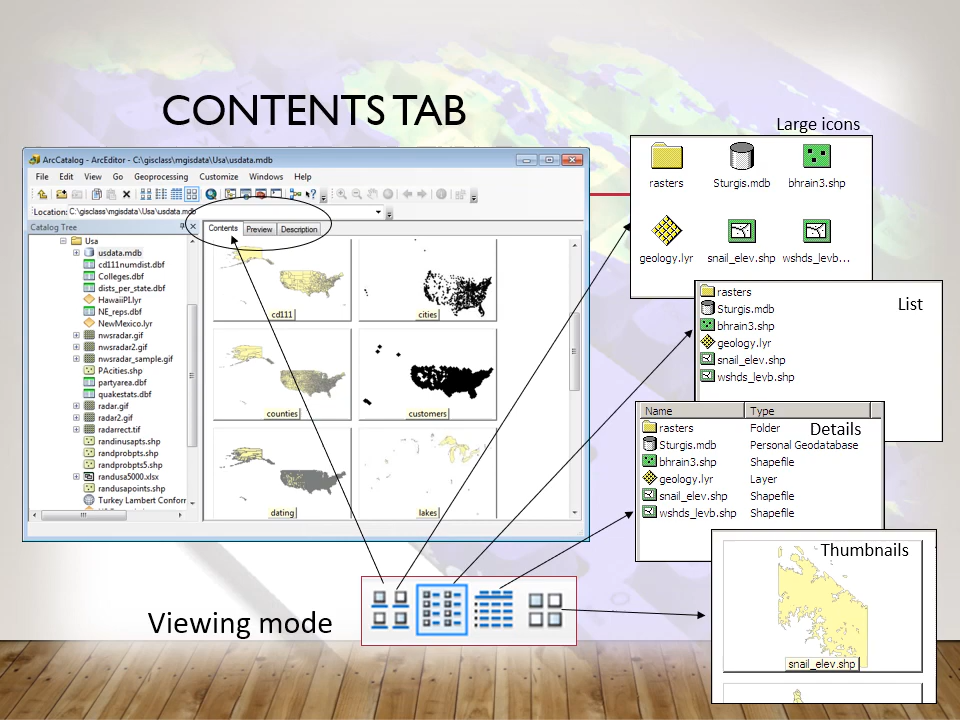 CONTENTS TAB
ArcCatalog - ArcEditor - C:\gisclass\mgisdata\Usa\usdata.mdb
File Edit View Go Geoprocessing Customize Windows Help
Location: C:\gisclass\mgisdata\Usa\usdata.mdb
Catalog Tree
Usa
usdata.mdb
cd111numdist.dbf
Colleges.dbf
dists_per_state.dbf
HawaiiPI.lyr
NE_reps.dbf
NewMexico.lyr
nwsradar.gif
nwsradar2.gif
nwsradar_sample.gif
PAcities.shp
partyarea.dbf
quakestats.dbf
radar.gif
radar2.gif
radarrect.tif
randinusapts.shp
randprobpts.shp
randprobpts5.shp
randusa5000.xlsx
randusapoints.shp
Turkey Lambert Conform
Contents Preview Description
cd111 cities
counties customers
dating lakes
Large icons
rasters Sturgis.mdb bhrain3.shp
geology.lyr snail_elev.shp wshds_levb...
List
rasters
Sturgis.mdb
bhrain3.shp
geology.lyr
snail_elev.shp
wshds_levb.shp
Details
Name Type
rasters Folder
Sturgis.mdb Personal Geodatabase
bhrain3.shp Shapefile
geology.lyr Layer
snail_elev.shp Shapefile
wshds_levb.shp Shapefile
Thumbnails
snail_elev.shp
Viewing mode